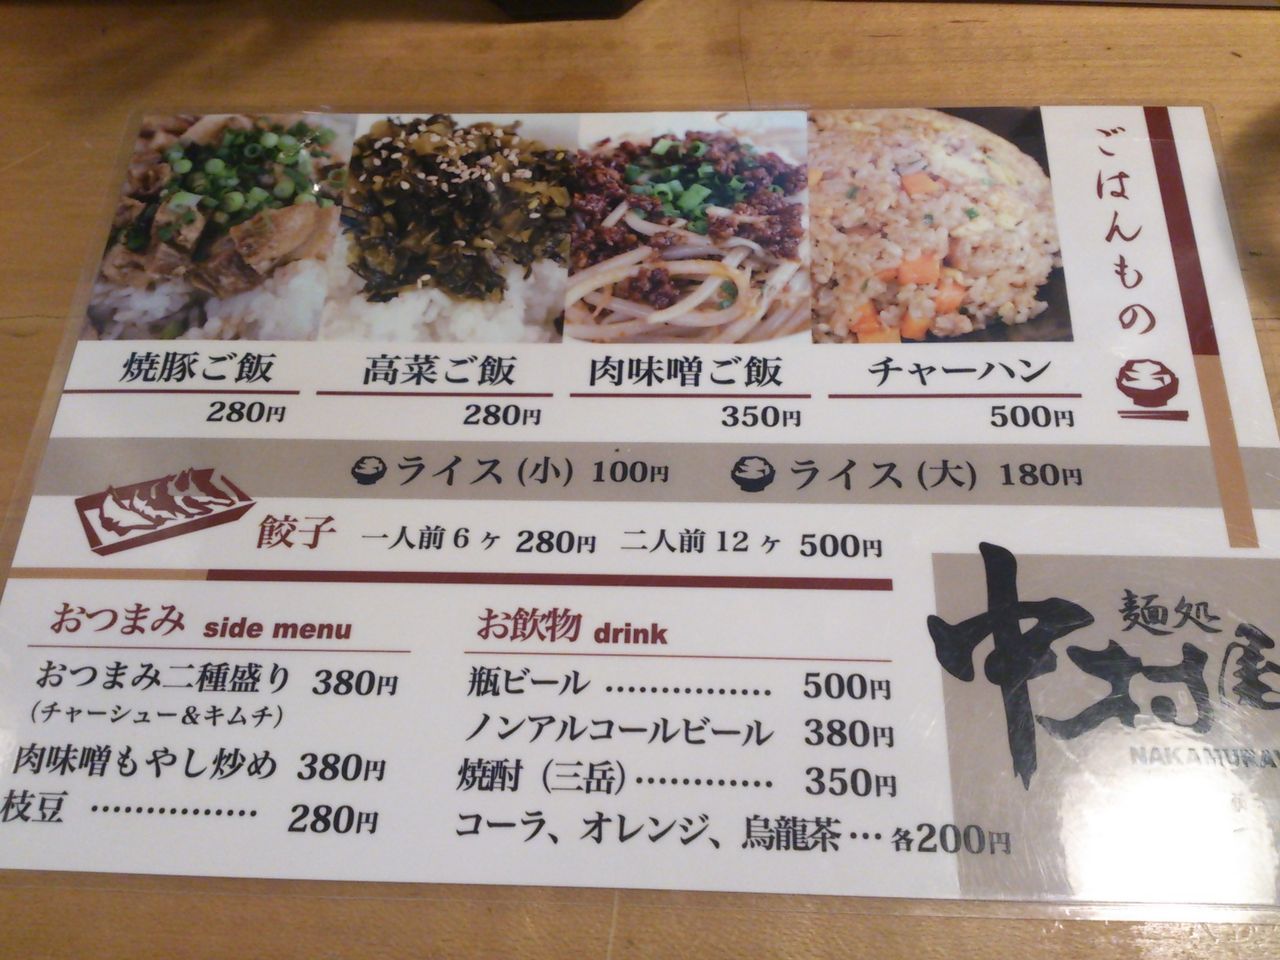 ごはんもの
焼豚ご飯
280円
高菜ご飯
280円
肉味噌ご飯
350円
チャーハン
500円
ライス(小) 100円
ライス(大) 180円
餃子 一人前6ヶ 280円 二人前12ヶ 500円
おつまみ side menu
おつまみ二種盛り 380円
(チャーシュー&キムチ)
肉味噌もやし炒め 380円
枝豆 ……………… 280円
お飲物 drink
瓶ビール ……………… 500円
ノンアルコールビール 380円
焼酎 (三岳)…………… 350円
コーラ、オレンジ、烏龍茶… 各200円
麺処
中村屋
NAKAMURA